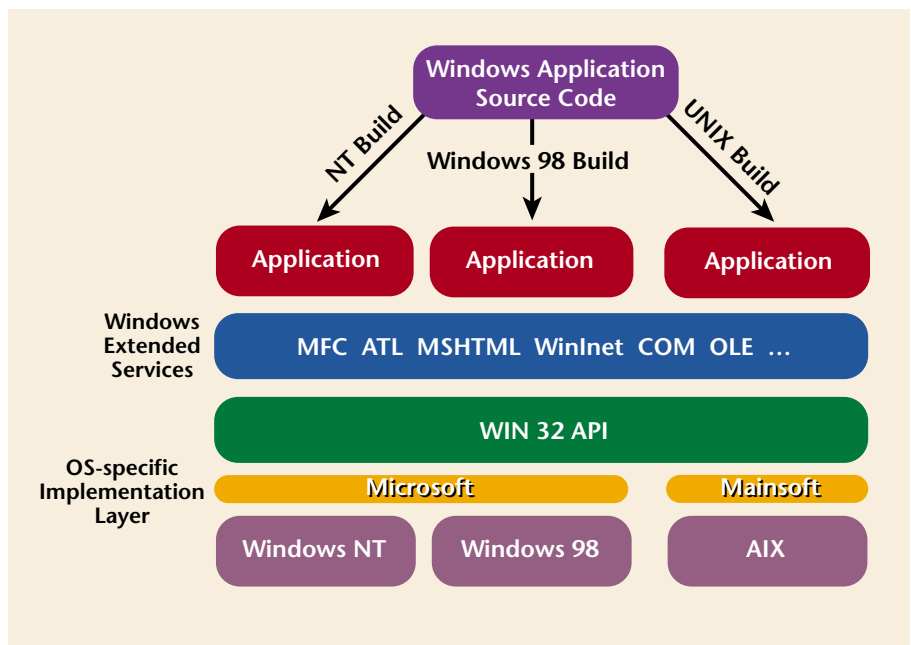 Windows Application
Source Code
NT Build
Windows 98 Build
UNIX Build
Application
Application
Application
Windows
Extended
Services
MFC ATL MSHTML WinInet COM OLE …
WIN 32 API
OS-specific
Implementation
Layer
Microsoft
Mainsoft
Windows NT
Windows 98
AIX